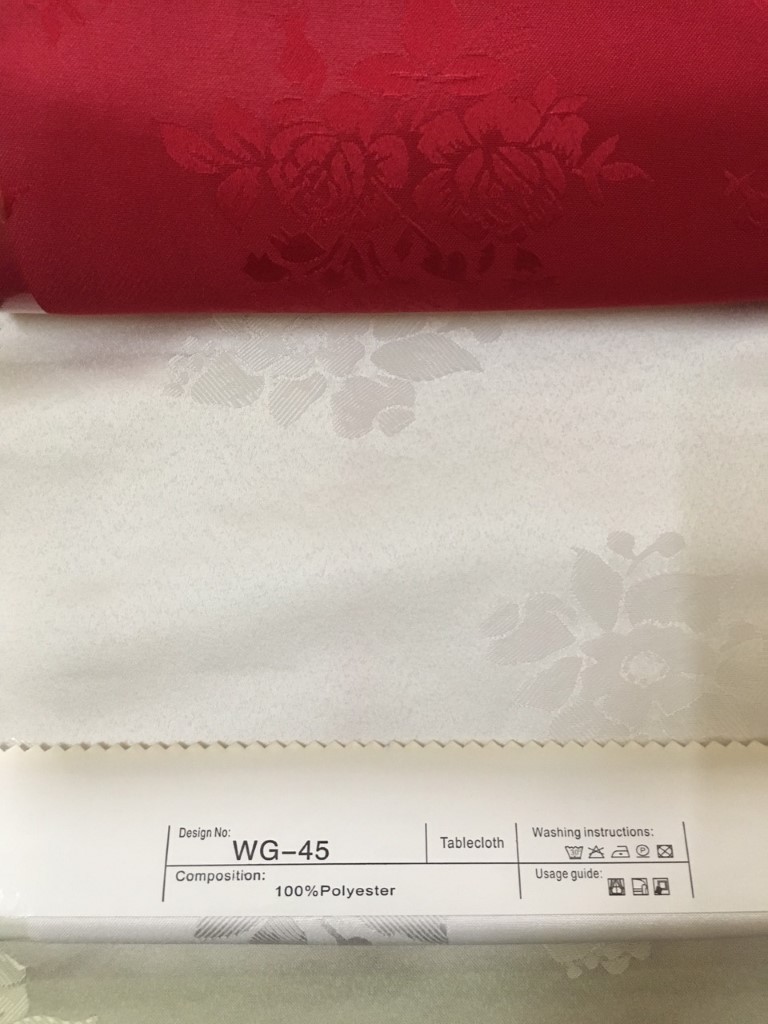 Design No:
WG-45
Tablecloth
Washing instructions:
Composition:
100%Polyester
Usage guide: